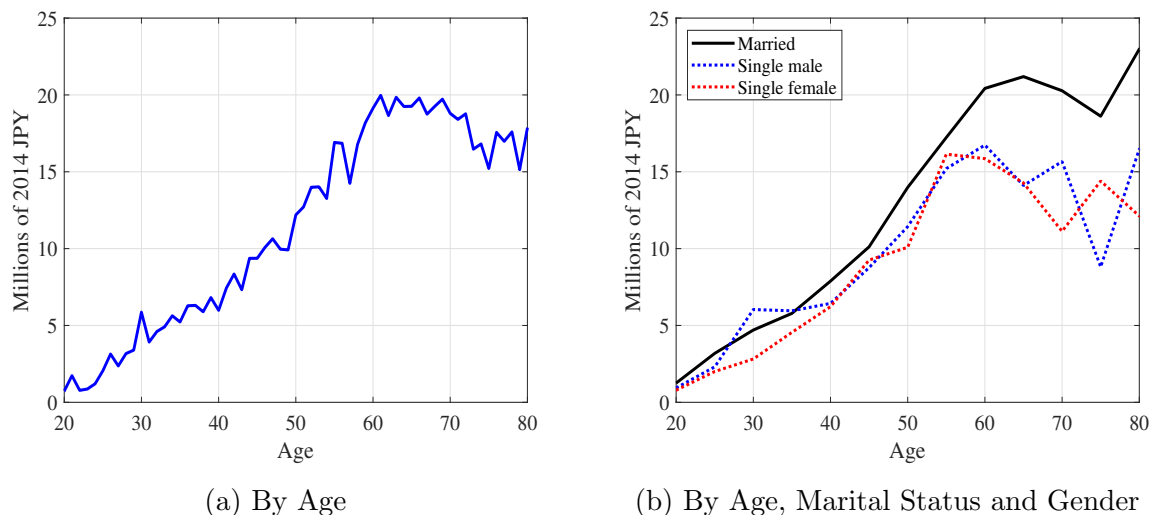 25
20
15
10
5
0
20 30 40 50 60 70 80
Millions of 2014 JPY
Age
(a) By Age
25
20
15
10
5
0
20 30 40 50 60 70 80
Millions of 2014 JPY
Married
Single male
Single female
Age
(b) By Age, Marital Status and Gender